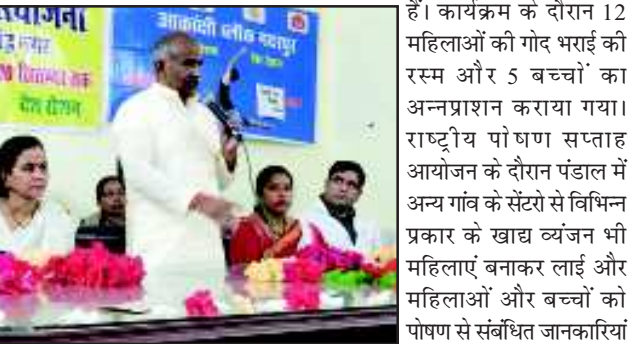 आकांक्षी ब्लॉक
हैं। कार्यक्रम के दौरान 12
महिलाओं की गोद भराई की
रस्म और 5 बच्चों का
अन्नप्राशन कराया गया।
राष्ट्रीय पोषाण सप्ताह
आयोजन के दौरान पंडाल में
अन्य गांव के सेंटरो से विभिन्न
प्रकार के खाद्य व्यंजन भी
महिलाएं बनाकर लाई और
महिलाओं और बच्चों को
पोषण से संबंधित जानकारियां